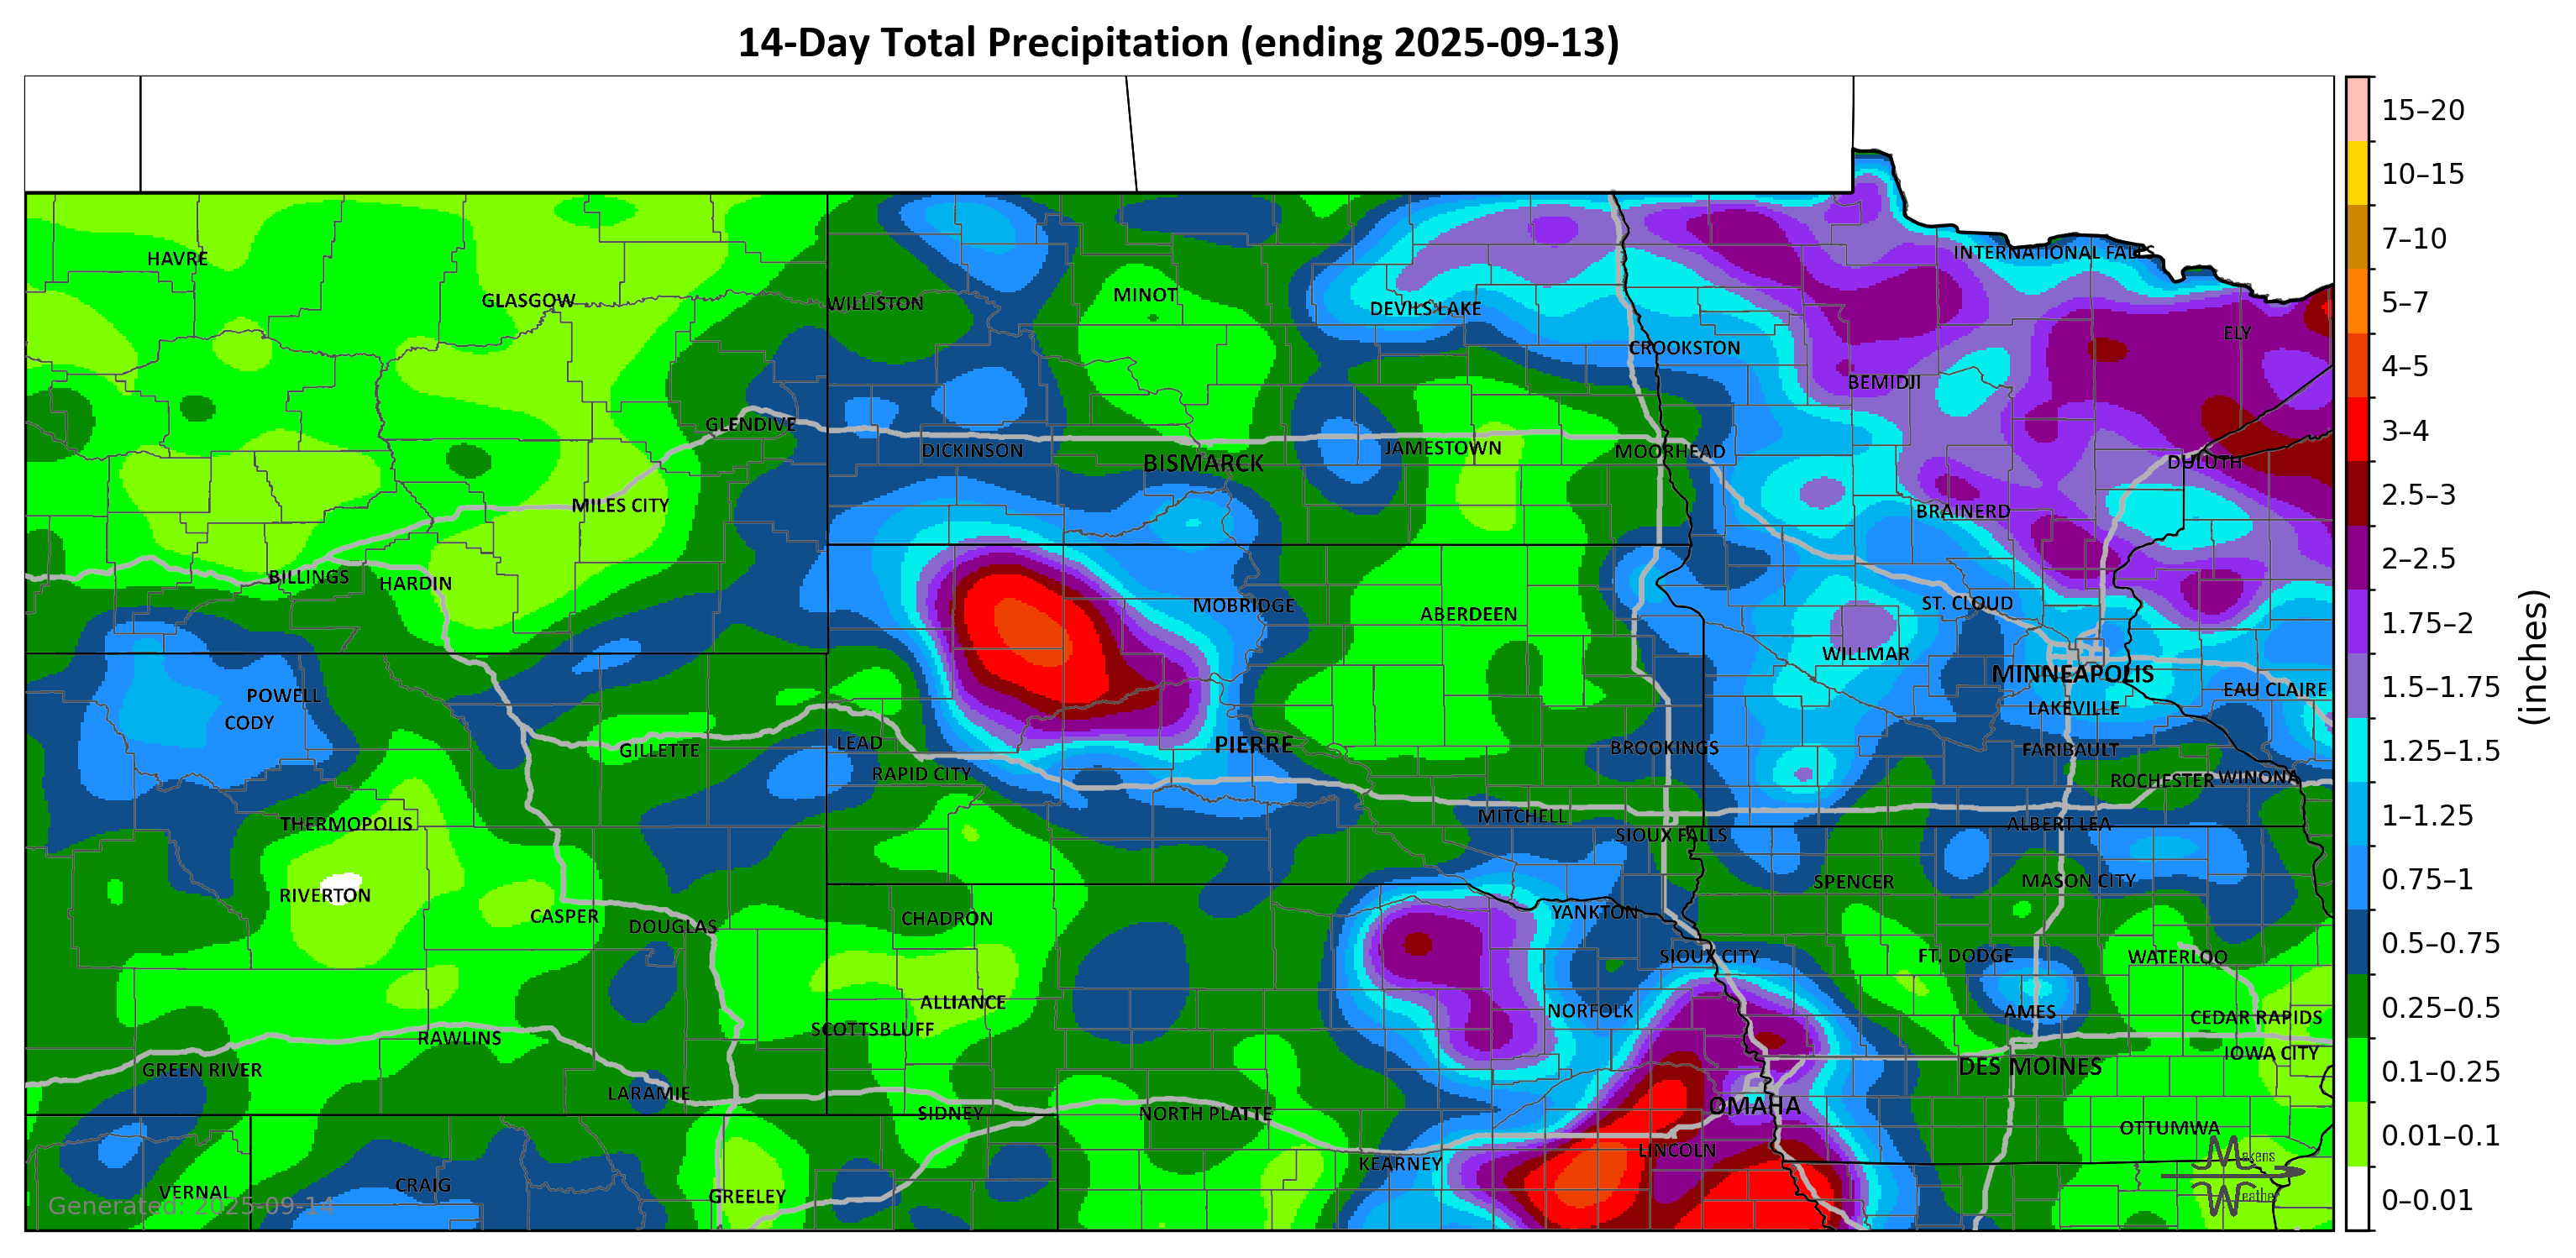 14-Day Total Precipitation (ending 2025-09-13)
15–20
10–15
7–10
5–7
4–5
3–4
2.5–3
2–2.5
1.75–2
1.5–1.75
1.25–1.5
1–1.25
0.75–1
0.5–0.75
0.25–0.5
0.1–0.25
0.01–0.1
0–0.01
(inches)
INTERNATIONAL FALLS
HAVRE
MINOT
GLASGOW
WILLISTON
DEVILS LAKE
ELY
CROOKSTON
BEMIDJI
GLENDIVE
DICKINSON
JAMESTOWN
MOORHEAD
BISMARCK
DULUTH
MILES CITY
BRAINERD
BILLINGS
HARDIN
MOBRIDGE
ABERDEEN
ST. CLOUD
WILLMAR
MINNEAPOLIS
POWELL
EAU CLAIRE
CODY
LAKEVILLE
GILLETTE
LEAD
PIERRE
BROOKINGS
FARIBAULT
RAPID CITY
ROCHESTER
WINONA
THERMOPOLIS
MITCHELL
ALBERT LEA
SIOUX FALLS
RIVERTON
SPENCER
MASON CITY
CASPER
CHADRON
YANKTON
DOUGLAS
SIOUX CITY
FT. DODGE
WATERLOO
ALLIANCE
NORFOLK
AMES
SCOTTSBLUFF
CEDAR RAPIDS
RAWLINS
IOWA CITY
GREEN RIVER
DES MOINES
LARAMIE
OMAHA
SIDNEY
NORTH PLATTE
OTTUMWA
LINCOLN
KEARNEY
Makens
Weather
VERNAL
CRAIG
GREELEY
Generated: 2025-09-14